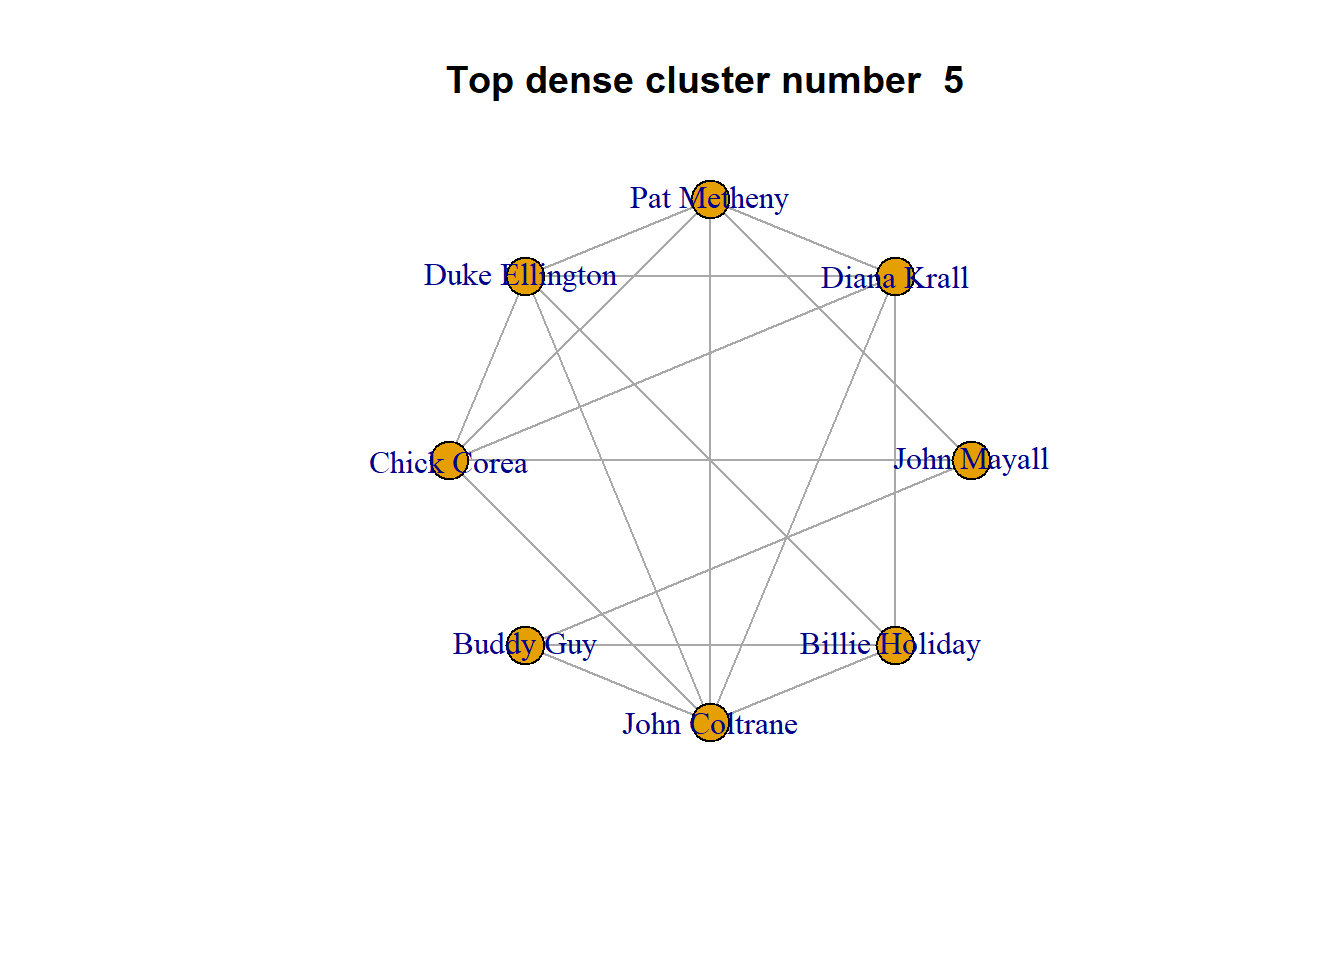 Top dense cluster number  5
Pat Metheny
Duke Ellington
Diana Krall
Chick Corea
John Mayall
Buddy Guy
Billie Holiday
John Coltrane